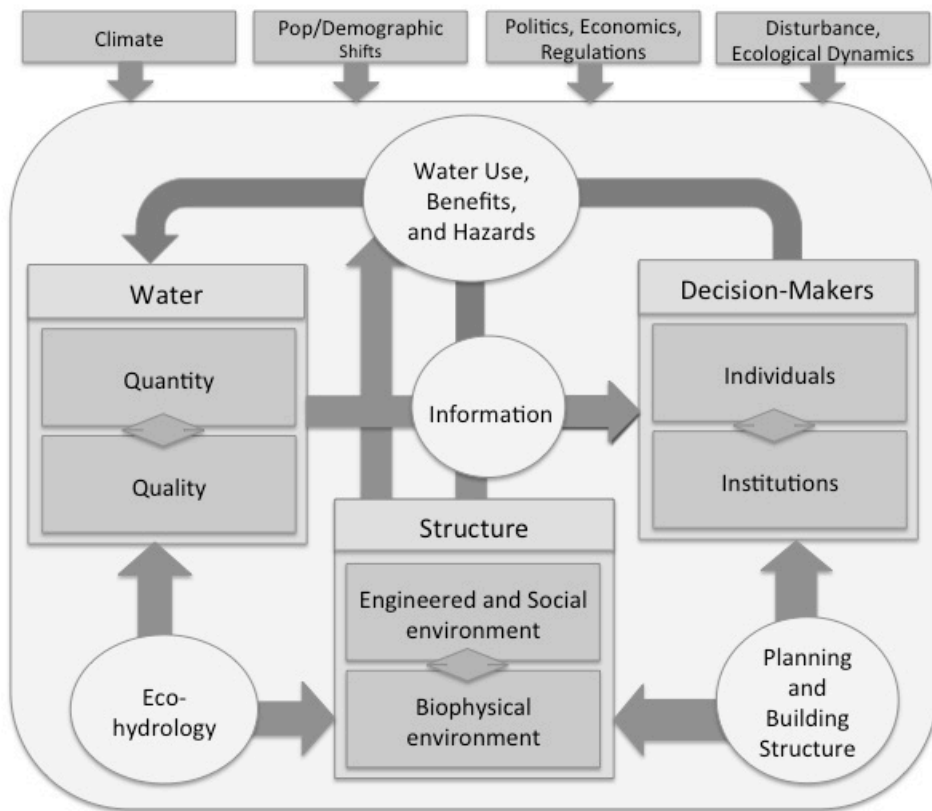 Climate
Pop/Demographic
Shifts
Politics, Economics,
Regulations
Disturbance,
Ecological Dynamics
Water Use,
Benefits,
and Hazards
Water
Quantity
Quality
Information
Decision-Makers
Individuals
Institutions
Structure
Engineered and Social
environment
Biophysical
environment
Eco-
hydrology
Planning
and
Building
Structure